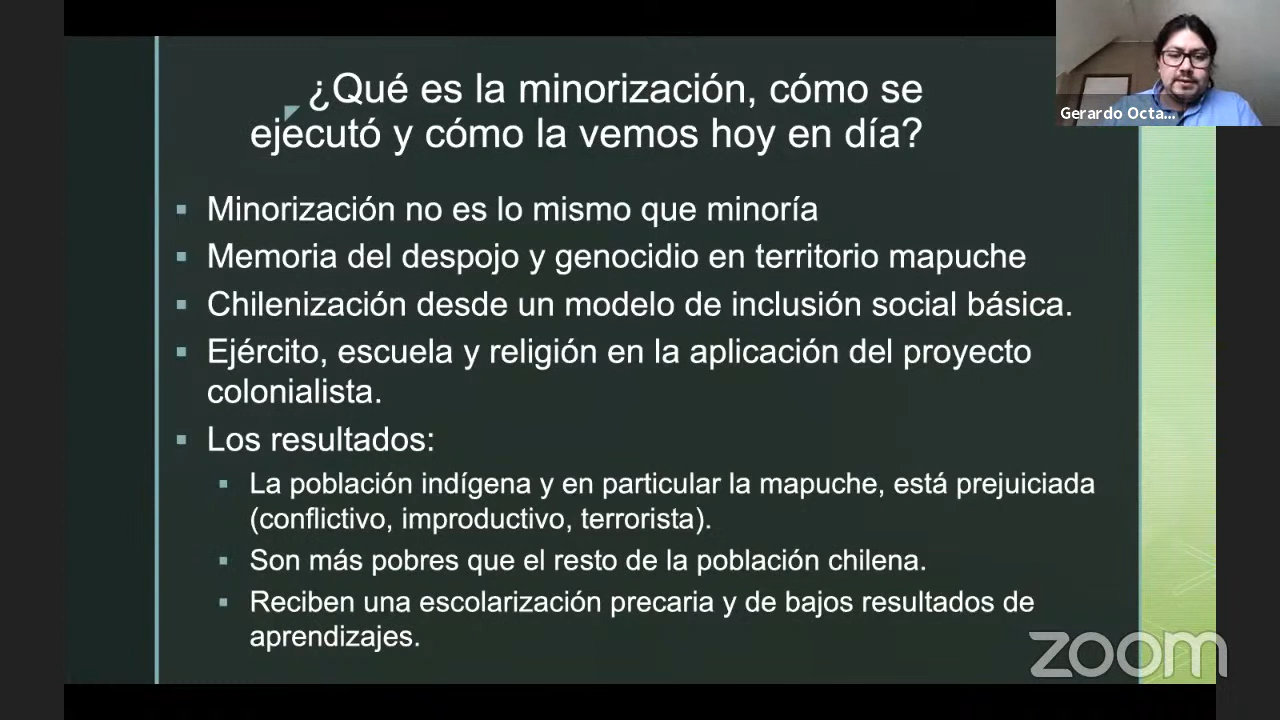 ¿Qué es la minorización, cómo se
ejecutó y cómo la vemos hoy en día?
Gerardo Octa...
Minorización no es lo mismo que minoría
Memoria del despojo y genocidio en territorio mapuche
Chilenización desde un modelo de inclusión social básica.
Ejército, escuela y religión en la aplicación del proyecto
colonialista.
Los resultados:
La población indígena y en particular la mapuche, está prejuiciada
(conflictivo, improductivo, terrorista).
Son más pobres que el resto de la población chilena.
Reciben una escolarización precaria y de bajos resultados de
aprendizajes.
zoom